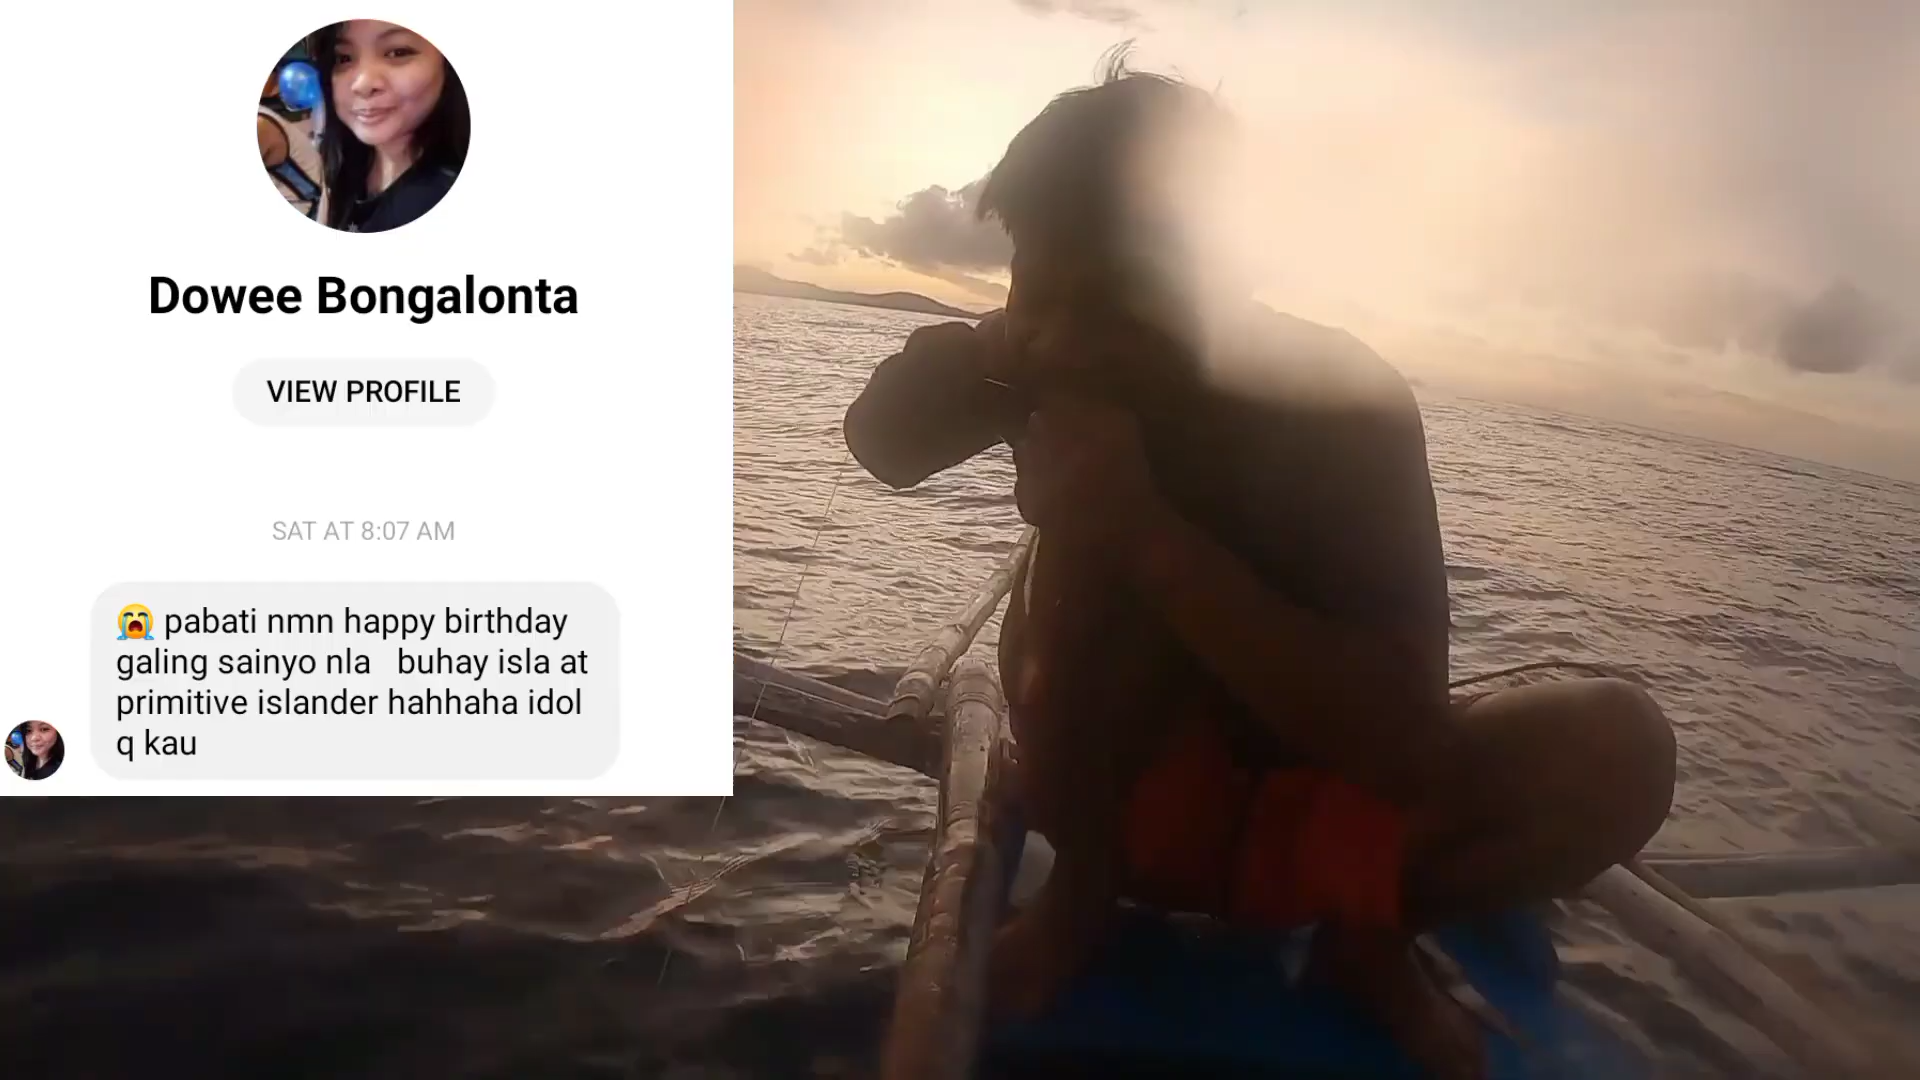 Dowee Bongalonta
VIEW PROFILE
SAT AT 8:07 AM
😭 pabati nmn happy birthday
galing sainyo nla buhay isla at
primitive islander hahhaha idol
q kau